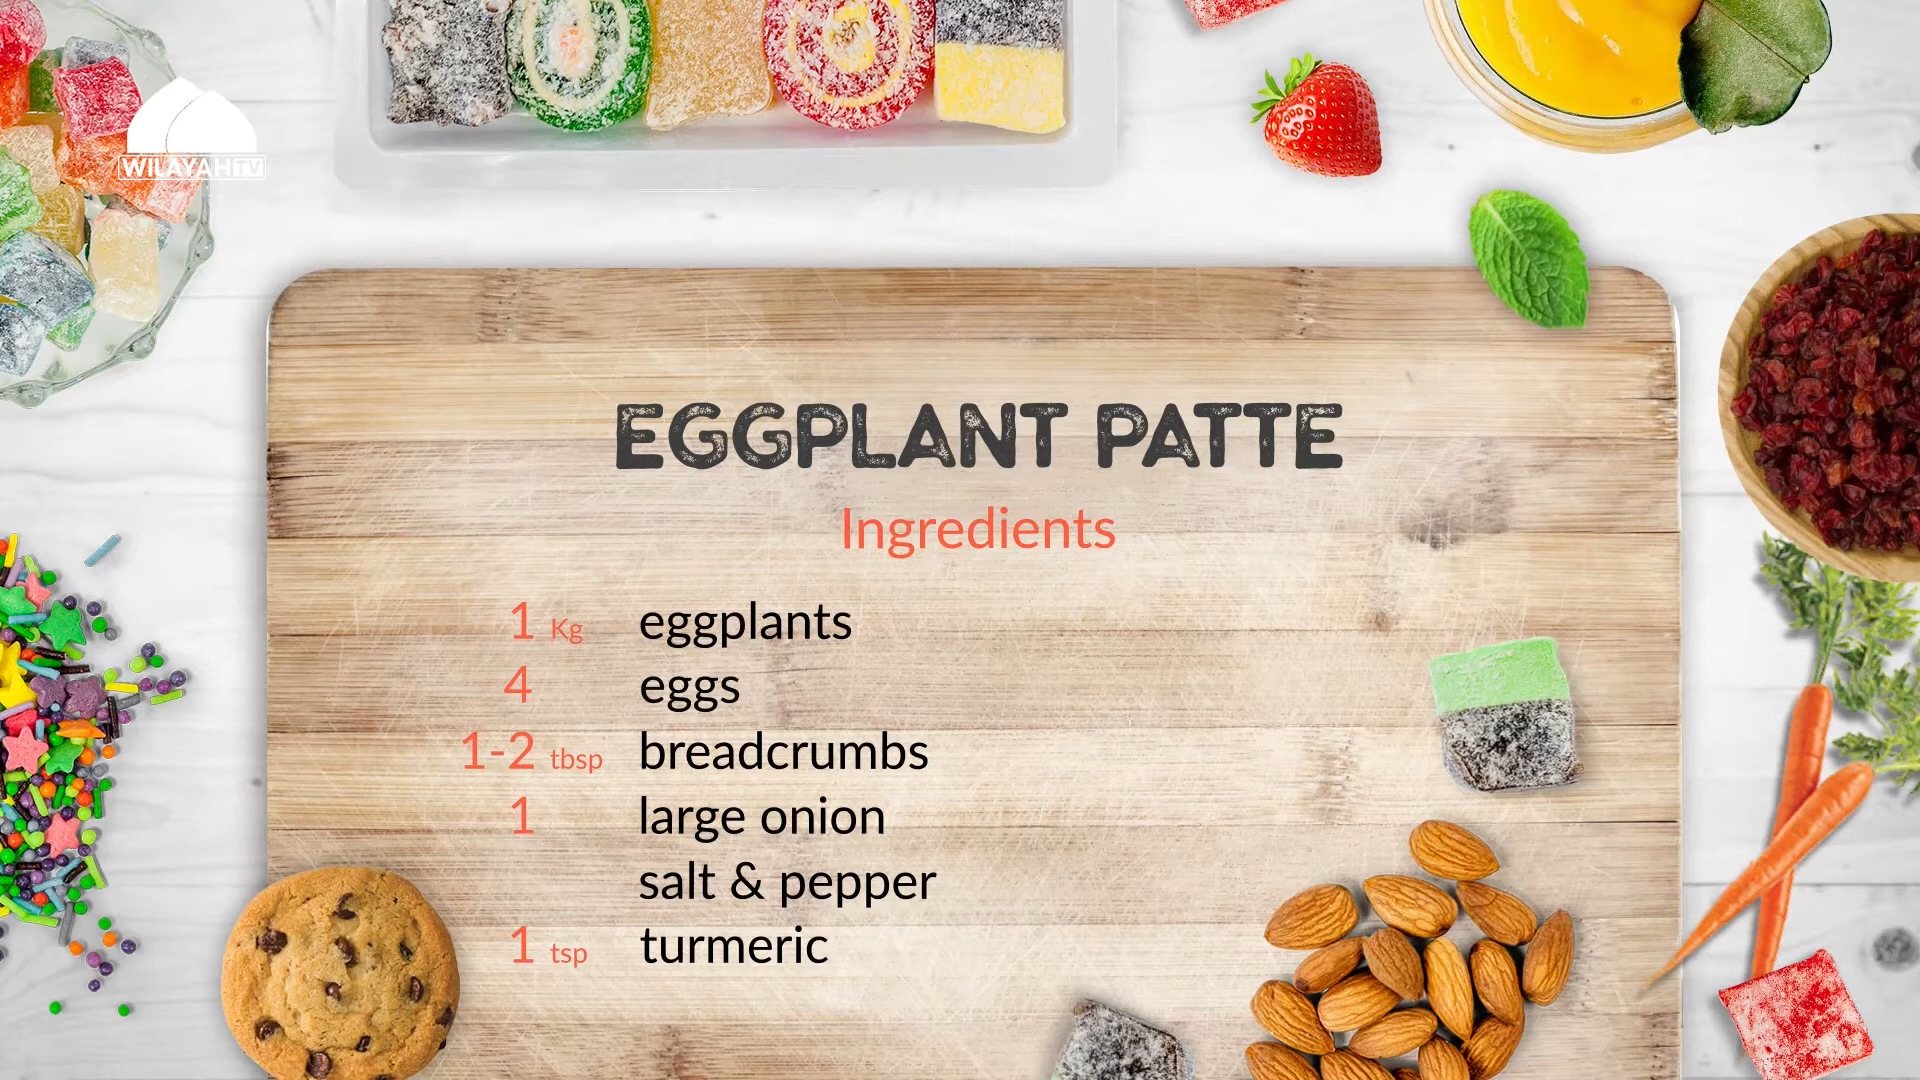 WILAYAHTV
EGGPLANT PATTE
Ingredients
1 Kg eggplants
4 eggs
1-2 tbsp breadcrumbs
1 large onion
salt & pepper
1 tsp turmeric